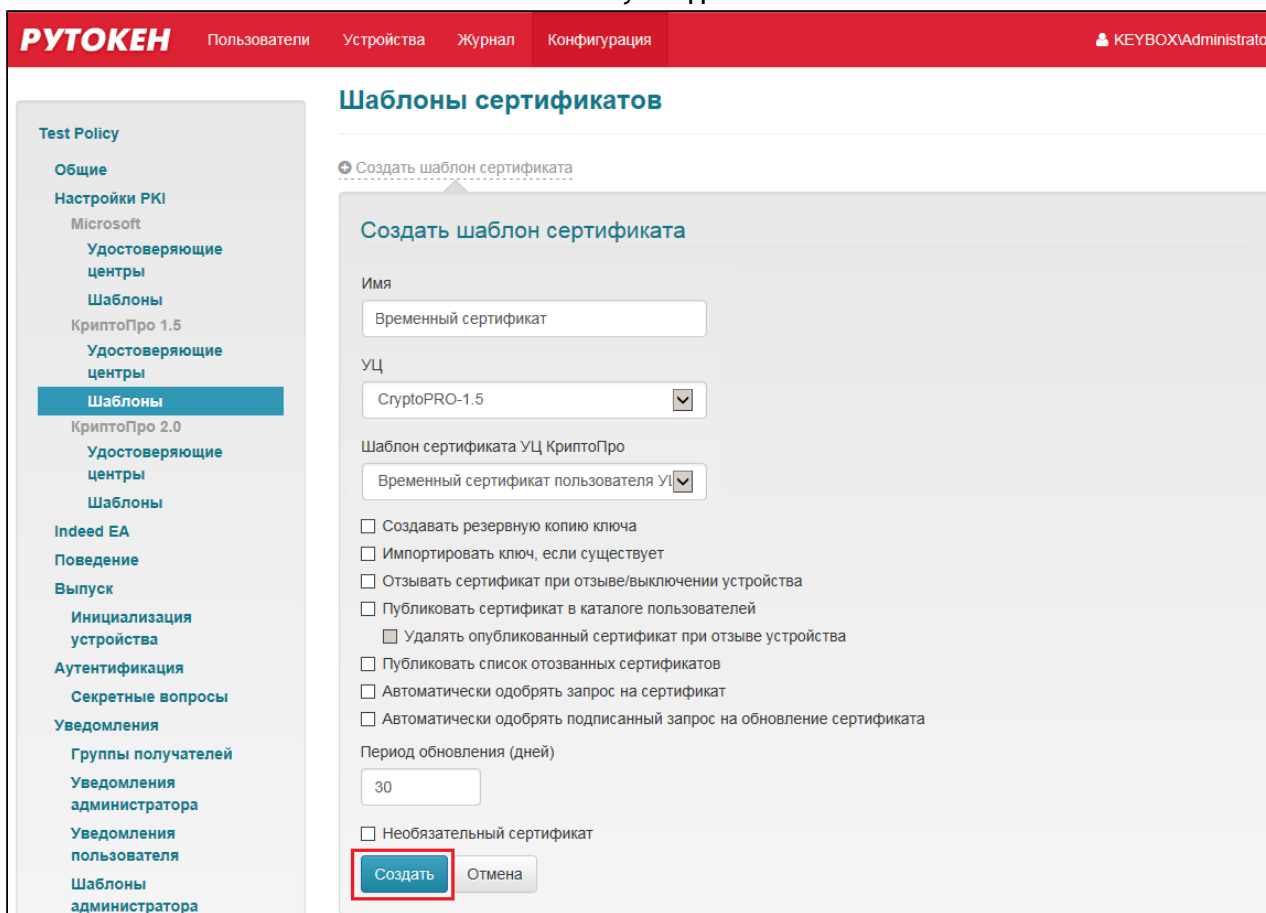 РУТОКЕН
Пользователи
Устройства
Журнал
Конфигурация
KEYBOX\Administrato
Test Policy
Общие
Настройки PKI
Microsoft
Удостоверяющие
центры
Шаблоны
КриптоПро 1.5
Удостоверяющие
центры
Шаблоны
КриптоПро 2.0
Удостоверяющие
центры
Шаблоны
Indeed EA
Поведение
Выпуск
Инициализация
устройства
Аутентификация
Секретные вопросы
Уведомления
Группы получателей
Уведомления
администратора
Уведомления
пользователя
Шаблоны
администратора
Шаблоны сертификатов
Создать шаблон сертификата
Создать шаблон сертификата
Имя
Временный сертификат
УЦ
CryptoPRO-1.5
Шаблон сертификата УЦ КриптоПро
Временный сертификат пользователя УЦ
Создавать резервную копию ключа
Импортировать ключ, если существует
Отзывать сертификат при отзыве/выключении устройства
Публиковать сертификат в каталоге пользователей
Удалять опубликованный сертификат при отзыве устройства
Публиковать список отозванных сертификатов
Автоматически одобрять запрос на сертификат
Автоматически одобрять подписанный запрос на обновление сертификата
Период обновления (дней)
30
Необязательный сертификат
Создать
Отмена